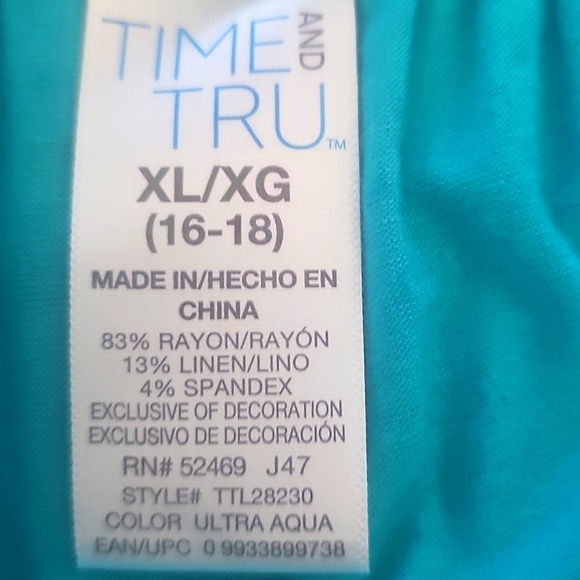 TIME AND
TRU™
XL/XG
(16-18)
MADE IN/HECHO EN
CHINA
83% RAYON/RAYÓN
13% LINEN/LINO
4% SPANDEX
EXCLUSIVE OF DECORATION
EXCLUSIVO DE DECORACIÓN
RN# 52469 J47
STYLE# TTL28230
COLOR ULTRA AQUA
EAN/UPC 0 9933899738